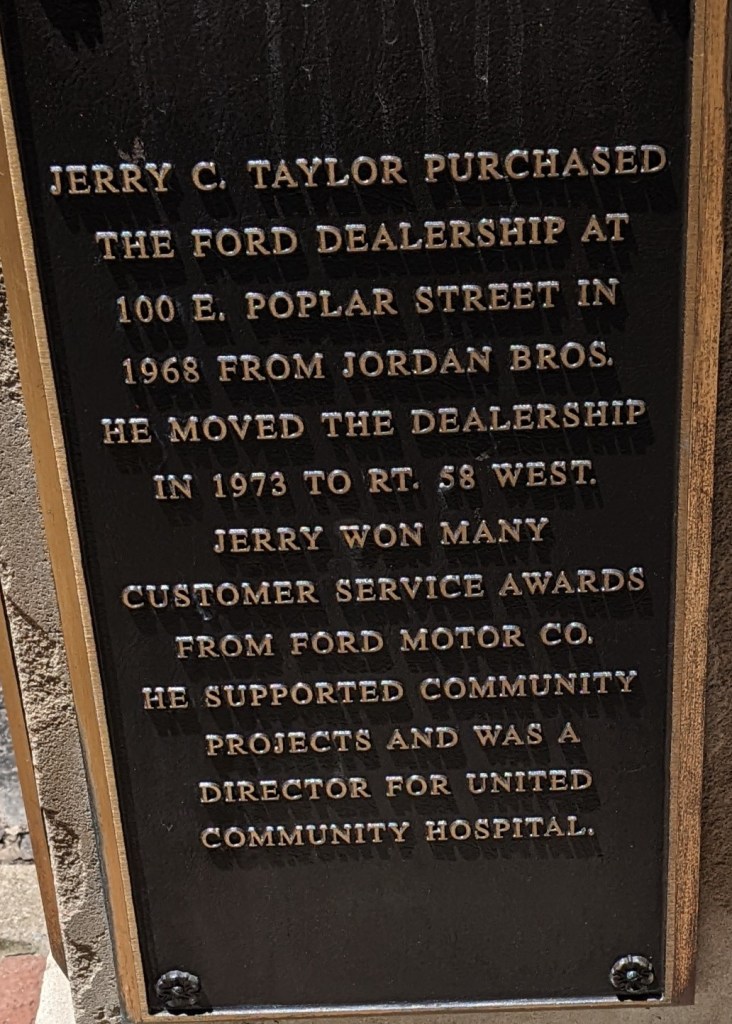 JERRY C. TAYLOR PURCHASED
THE FORD DEALERSHIP AT
100 E. POPLAR STREET IN
1968 FROM JORDAN BROS.
HE MOVED THE DEALERSHIP
IN 1973 TO RT. 58 WEST.
JERRY WON MANY
CUSTOMER SERVICE AWARDS
FROM FORD MOTOR CO.
HE SUPPORTED COMMUNITY
PROJECTS AND WAS A
DIRECTOR FOR UNITED
COMMUNITY HOSPITAL.